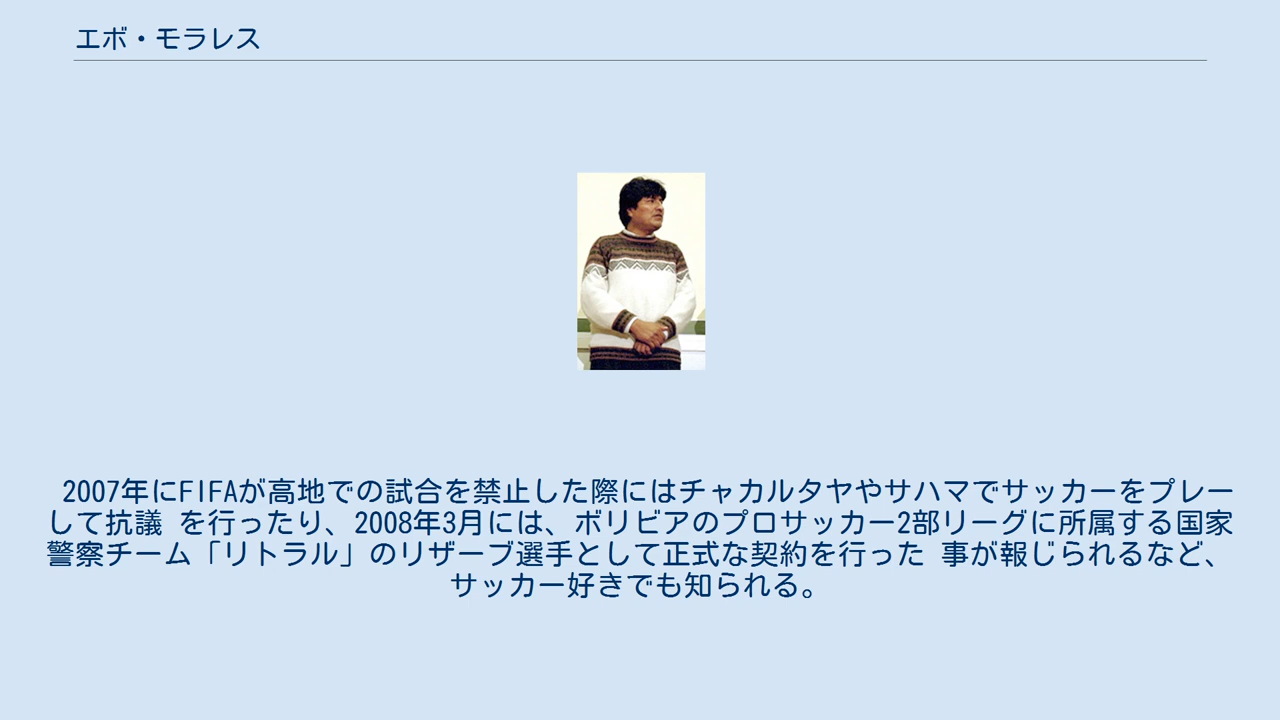 エボ・モラレス
2007年にFIFAが高地での試合を禁止した際にはチャカルタヤやサハマでサッカーをプレー
して抗議 を行ったり、2008年3月には、ボリビアのプロサッカー2部リーグに所属する国家
警察チーム「リトラル」のリザーブ選手として正式な契約を行った 事が報じられるなど、
サッカー好きでも知られる。